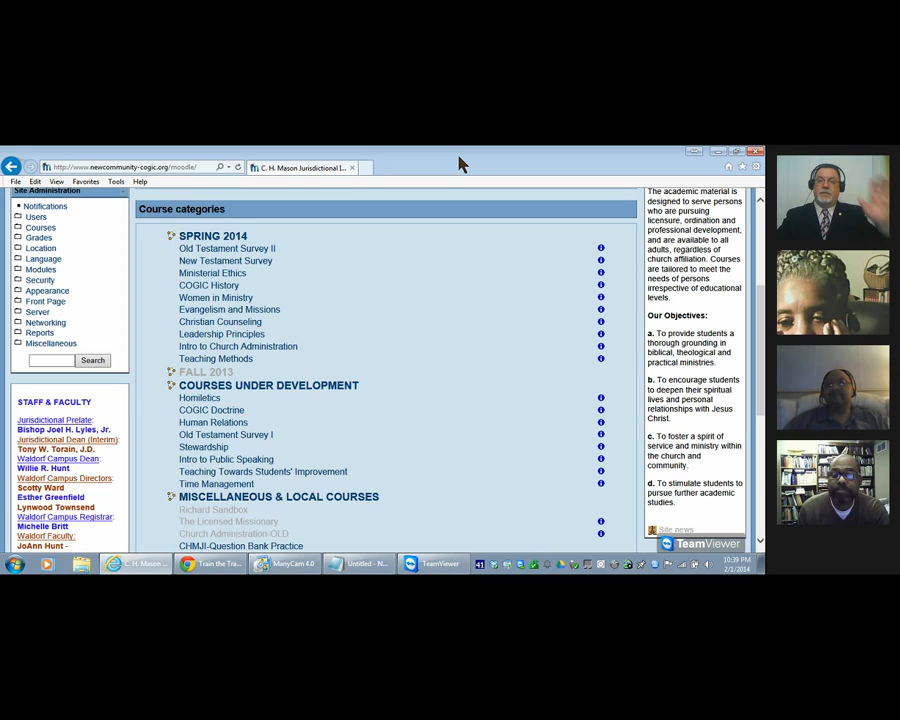 http://www.newcommunity-cogic.org/moodle/
C. H. Mason Jurisdictional I...
File Edit View Favorites Tools Help
Site Administration
Notifications
Users
Courses
Grades
Location
Language
Modules
Security
Appearance
Front Page
Server
Networking
Reports
Miscellaneous
Search
STAFF & FACULTY
Jurisdictional Prelate:
Bishop Joel H. Lyles, Jr.
Jurisdictional Dean (Interim):
Tony W. Torain, J.D.
Waldorf Campus Dean:
Willie R. Hunt
Waldorf Campus Directors:
Scotty Ward
Esther Greenfield
Lynwood Townsend
Waldorf Campus Registrar:
Michelle Britt
Waldorf Faculty:
JoAnn Hunt -
Course categories
SPRING 2014
Old Testament Survey II
New Testament Survey
Ministerial Ethics
COGIC History
Women in Ministry
Evangelism and Missions
Christian Counseling
Leadership Principles
Intro to Church Administration
Teaching Methods
FALL 2013
COURSES UNDER DEVELOPMENT
Homiletics
COGIC Doctrine
Human Relations
Old Testament Survey I
Stewardship
Intro to Public Speaking
Teaching Towards Students' Improvement
Time Management
MISCELLANEOUS & LOCAL COURSES
Richard Sandbox
The Licensed Missionary
Church Administration-OLD
CHMJI-Question Bank Practice
The academic material is
designed to serve persons
who are pursuing
licensure, ordination and
professional development,
and are available to all
adults, regardless of
church affiliation. Courses
are tailored to meet the
needs of persons
irrespective of educational
levels.
Our Objectives:
a. To provide students a
thorough grounding in
biblical, theological and
practical ministries.
b. To encourage students
to deepen their spiritual
lives and personal
relationships with Jesus
Christ.
c. To foster a spirit of
service and ministry within
the church and
community.
d. To stimulate students to
pursue further academic
studies.
Site news
TeamViewer
C. H. Mason ...
Train the Tra...
ManyCam 4.0
Untitled - N...
TeamViewer
41
10:39 PM
2/1/2014